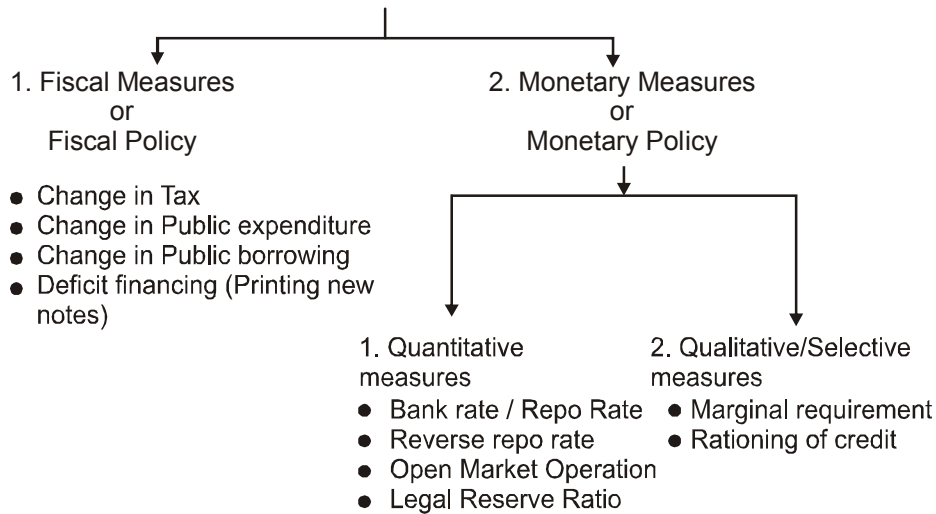 1. Fiscal Measures
or
Fiscal Policy
● Change in Tax
● Change in Public expenditure
● Change in Public borrowing
● Deficit financing (Printing new
notes)
2. Monetary Measures
or
Monetary Policy
1. Quantitative
measures
● Bank rate / Repo Rate
● Reverse repo rate
● Open Market Operation
● Legal Reserve Ratio
2. Qualitative/Selective
measures
● Marginal requirement
● Rationing of credit